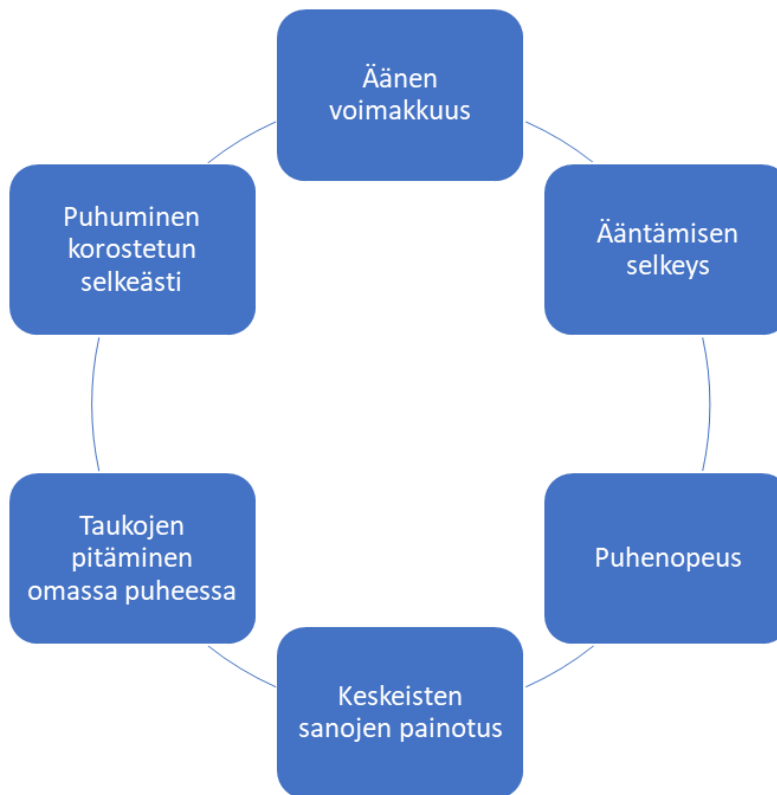 Äänen
voimakkuus
Ääntämisen
selkeys
Puhenopeus
Keskeisten
sanojen painotus
Taukojen
pitäminen
omassa puheessa
Puhuminen
korostetun
selkeästi